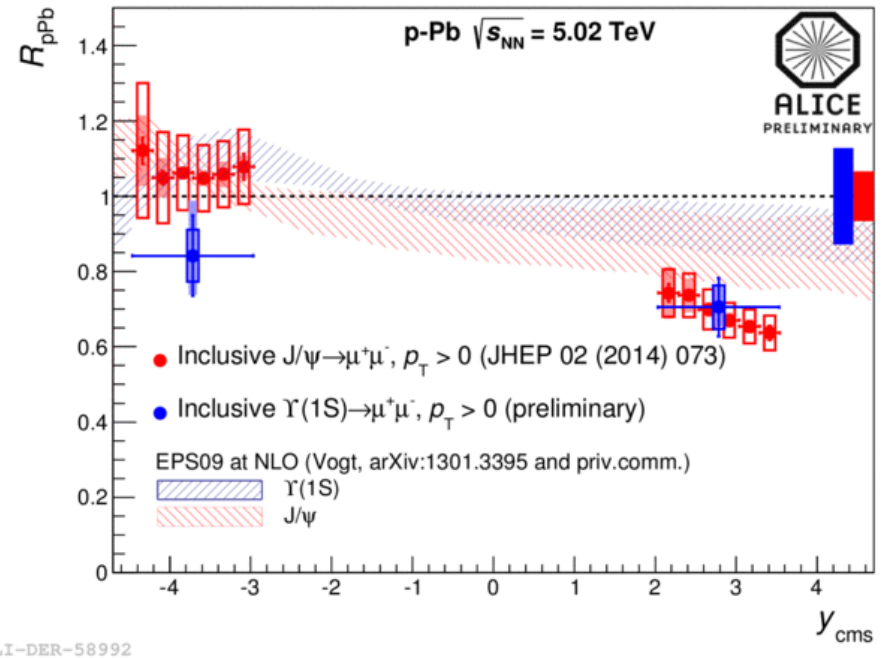 R_pPb
p-Pb √s_NN = 5.02 TeV
ALICE
PRELIMINARY
1.4
1.2
1
0.8
0.6
0.4
0.2
0
Inclusive J/ψ→μ⁺μ⁻, p_T > 0 (JHEP 02 (2014) 073)
Inclusive ϒ(1S)→μ⁺μ⁻, p_T > 0 (preliminary)
EPS09 at NLO (Vogt, arXiv:1301.3395 and priv.comm.)
ϒ(1S)
J/ψ
-4 -3 -2 -1 0 1 2 3 4
y_cms
LI-DER-58992